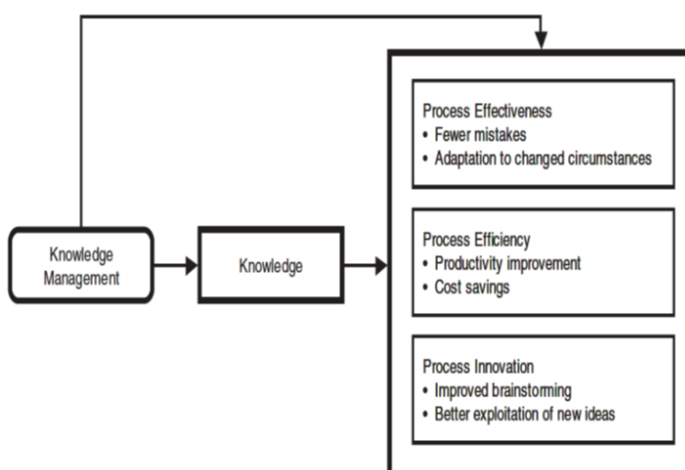 Process Effectiveness
• Fewer mistakes
• Adaptation to changed circumstances
Knowledge
Management
Knowledge
Process Efficiency
• Productivity improvement
• Cost savings
Process Innovation
• Improved brainstorming
• Better exploitation of new ideas